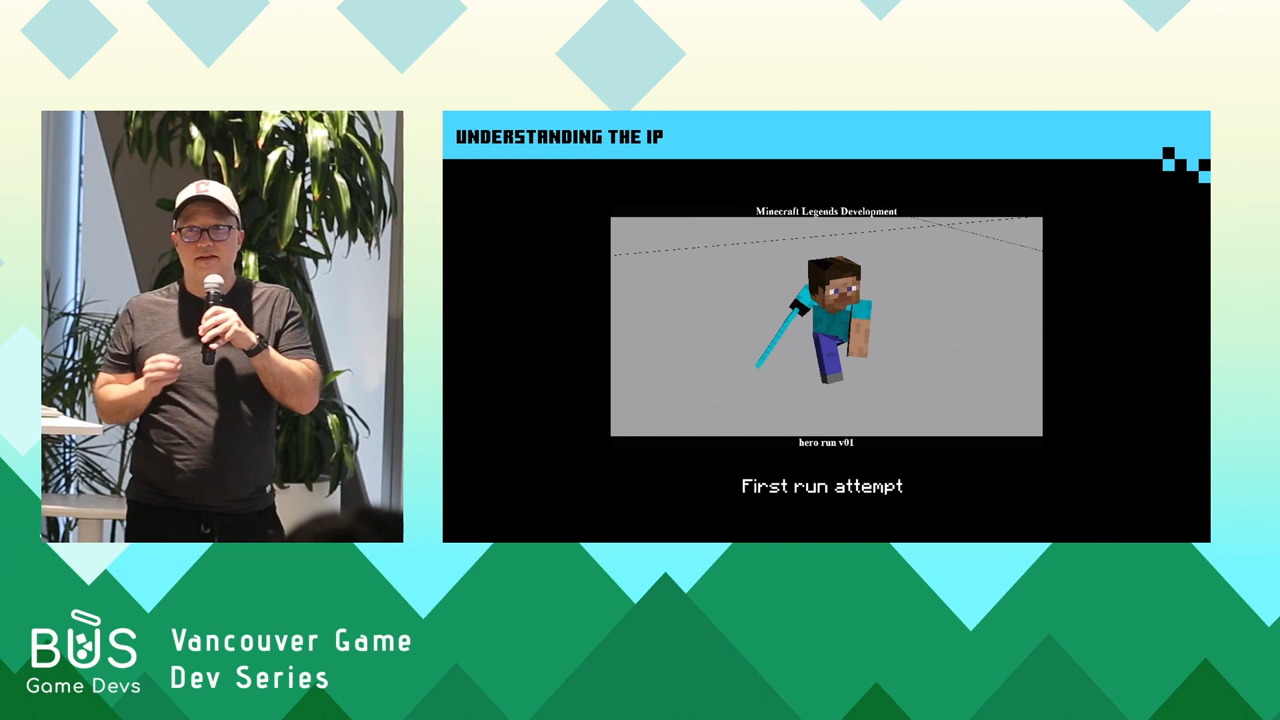 UNDERSTANDING THE IP
Minecraft Legends Development
hero run v01
First run attempt
BUS
Game Devs
Vancouver Game
Dev Series